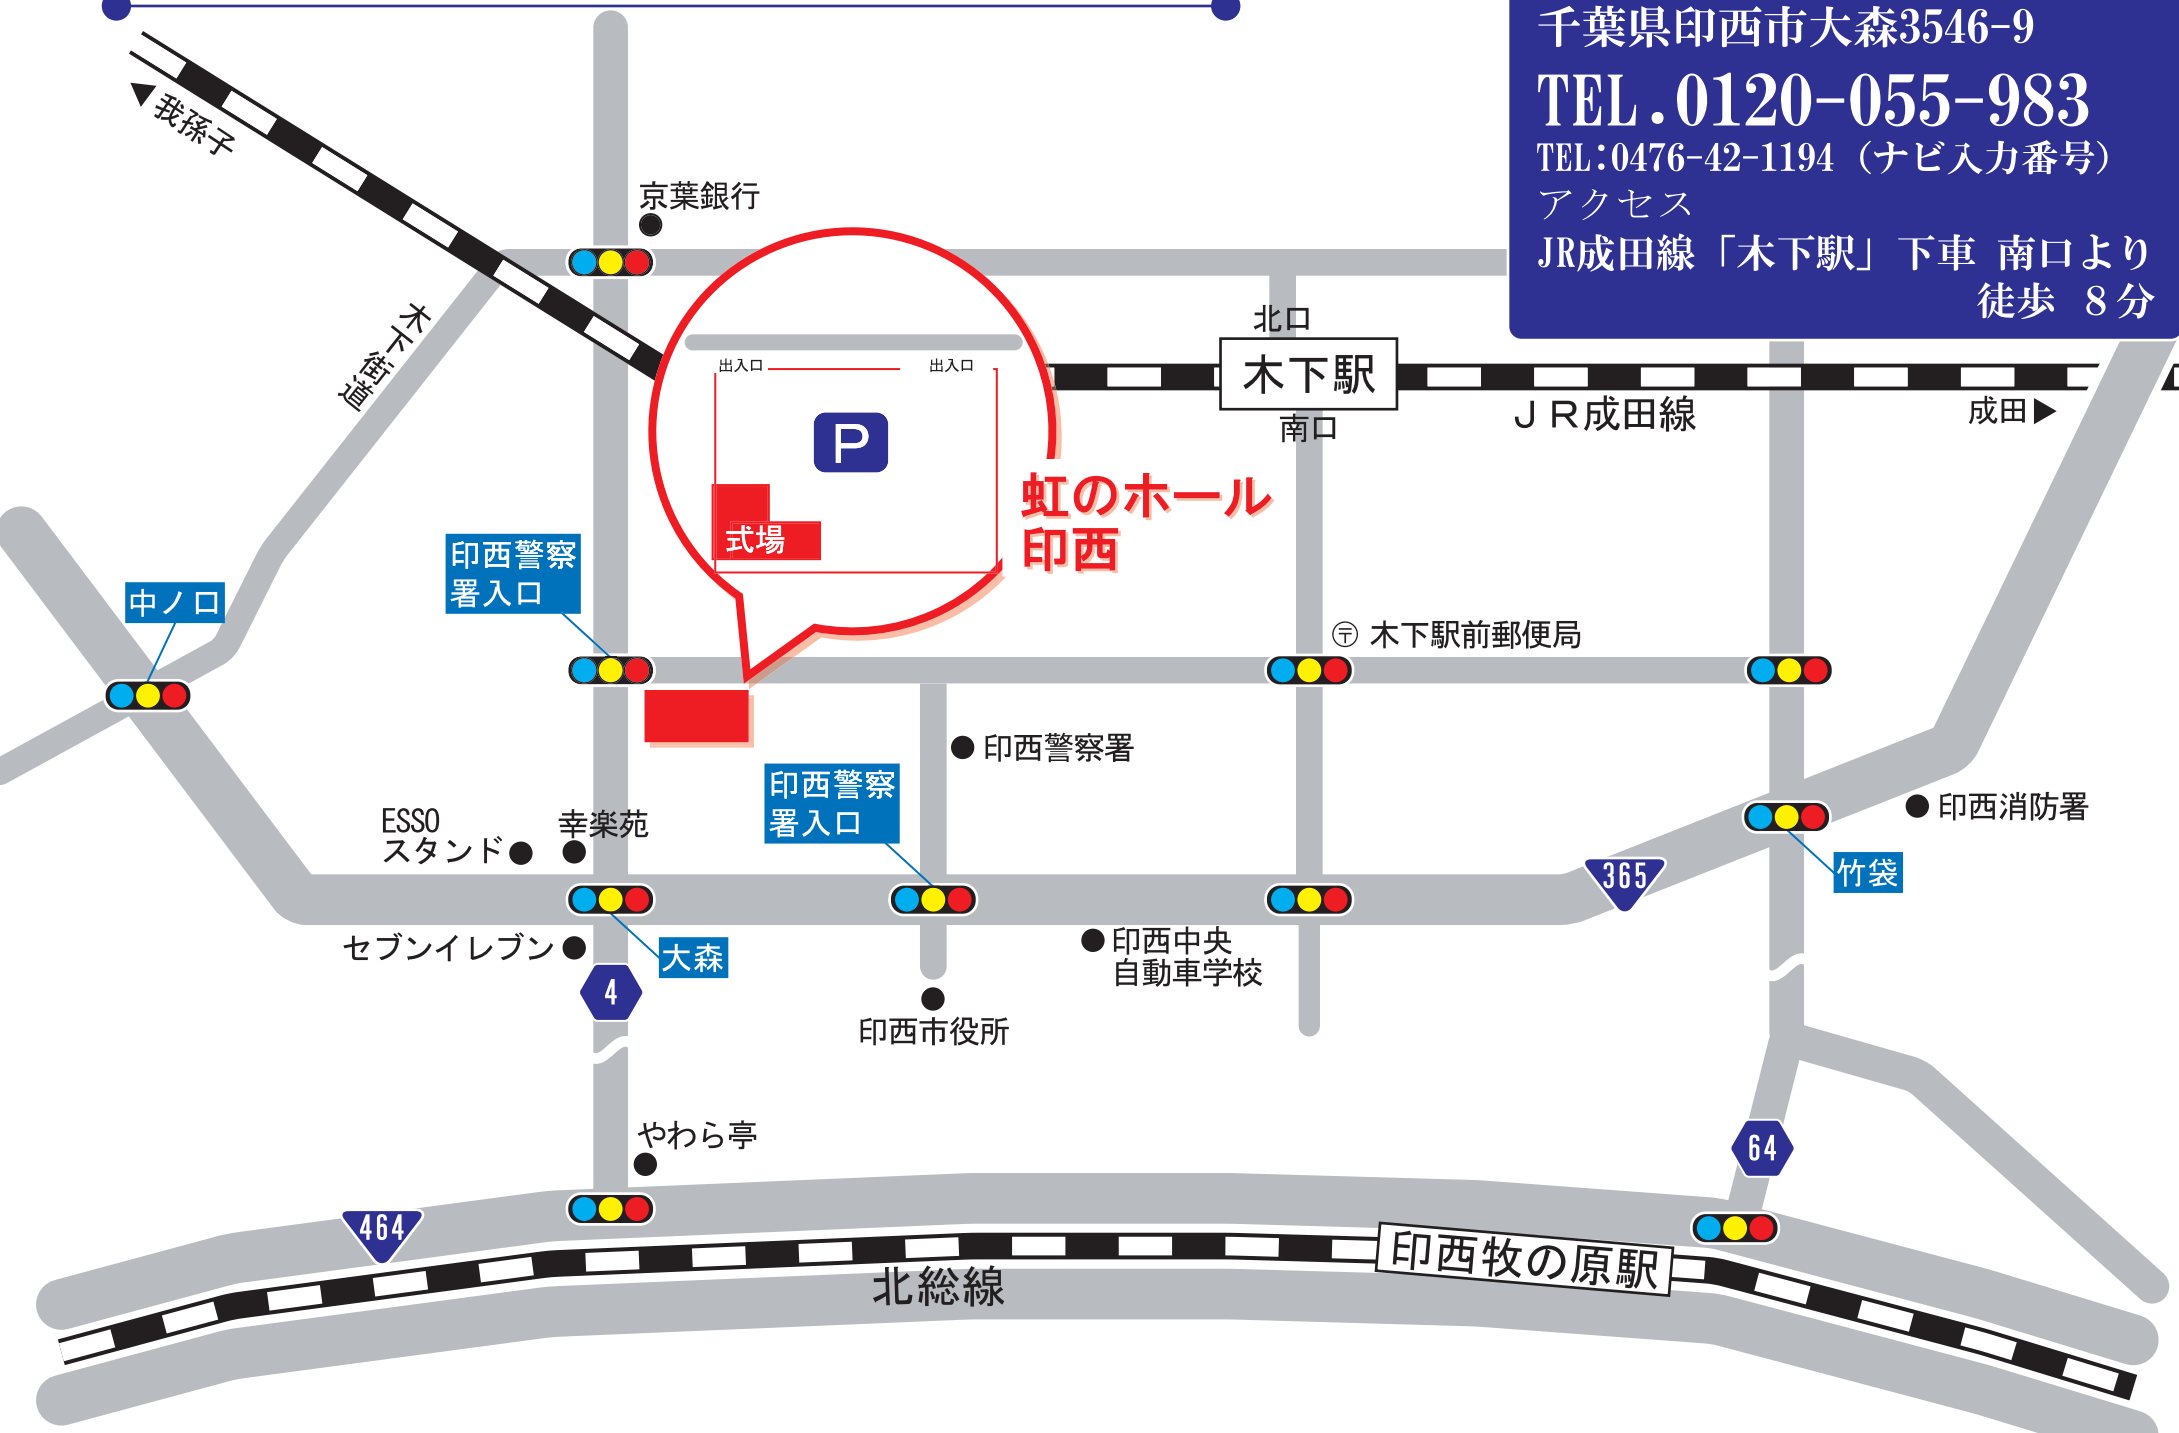 千葉県印西市大森3546-9
TEL.0120-055-983
TEL:0476-42-1194（ナビ入力番号）
アクセス
JR成田線「木下駅」下車 南口より
徒歩 8分
◀我孫子
京葉銀行
木下街道
出入口
出入口
P
式場
虹のホール
印西
北口
木下駅
南口
JR成田線
成田▶
印西警察
署入口
中ノ口
〶 木下駅前郵便局
印西警察署
印西警察
署入口
ESSO
スタンド
幸楽苑
印西消防署
竹袋
365
セブンイレブン
大森
4
印西中央
自動車学校
印西市役所
やわら亭
64
464
北総線
印西牧の原駅